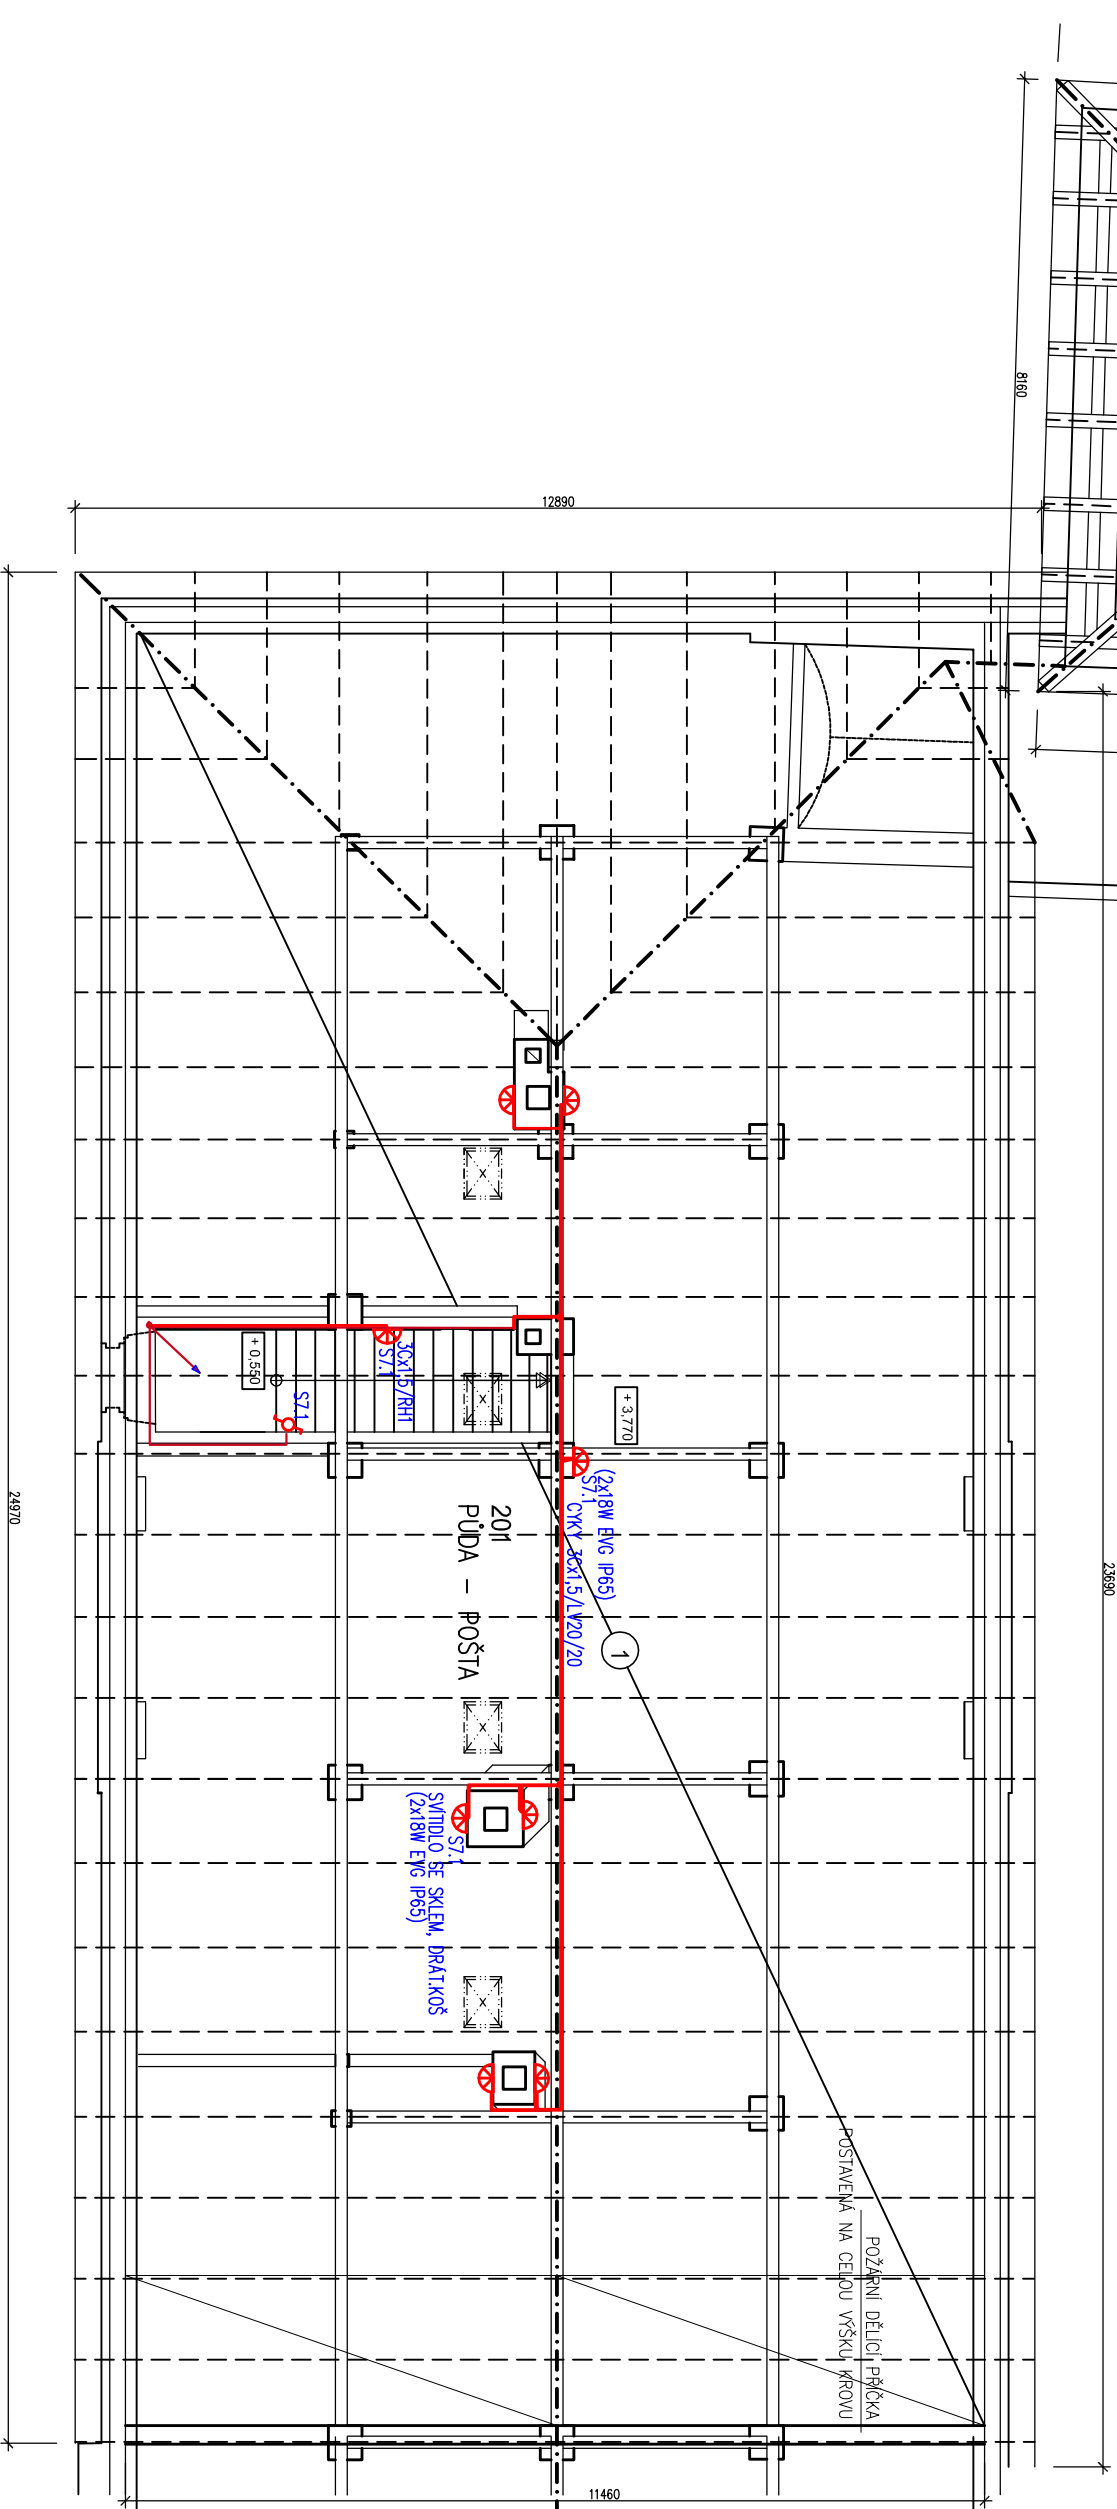 8160
12890
+ 0,550
3Cx1,5/RH1
S7.1
S7.1
+ 3,770
(2x18W EVG IP65)
S7.1
CYKY 3Cx1,5/LV20/20
201
PŮDA – POŠTA
1
24970
23690
S7.1
SVÍTIDLO SE SKLEM, DRÁT.KOŠ
(2x18W EVG IP65)
POŽÁRNÍ DĚLÍCÍ PŘÍČKA
POSTAVENÁ NA CELOU VÝŠKU KROVU
11460